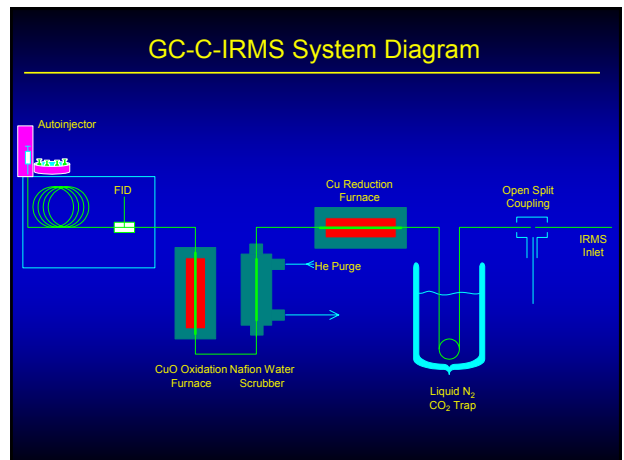 GC-C-IRMS System Diagram
Autoinjector
FID
Cu Reduction
Furnace
Open Split
Coupling
IRMS
Inlet
He Purge
CuO Oxidation
Furnace
Nafion Water
Scrubber
Liquid N₂
CO₂ Trap